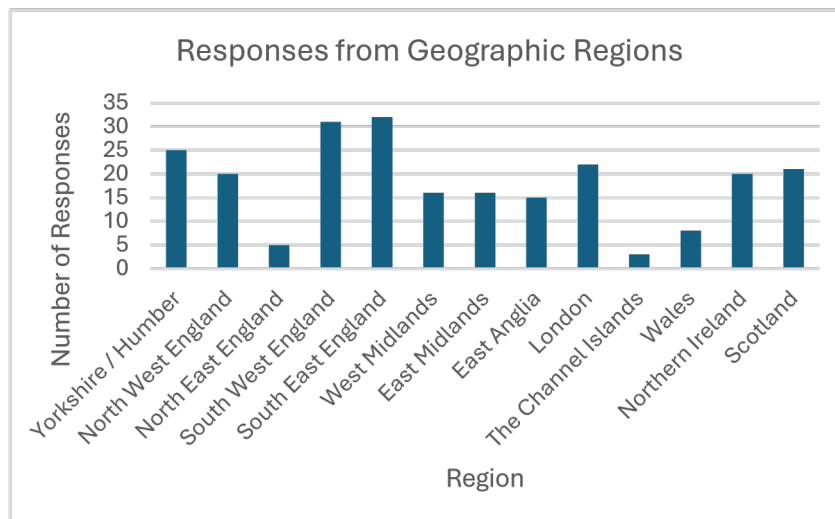 Responses from Geographic Regions
Number of Responses
35
30
25
20
15
10
5
0
Yorkshire / Humber
North West England
North East England
South West England
South East England
West Midlands
East Midlands
East Anglia
London
The Channel Islands
Wales
Northern Ireland
Scotland
Region